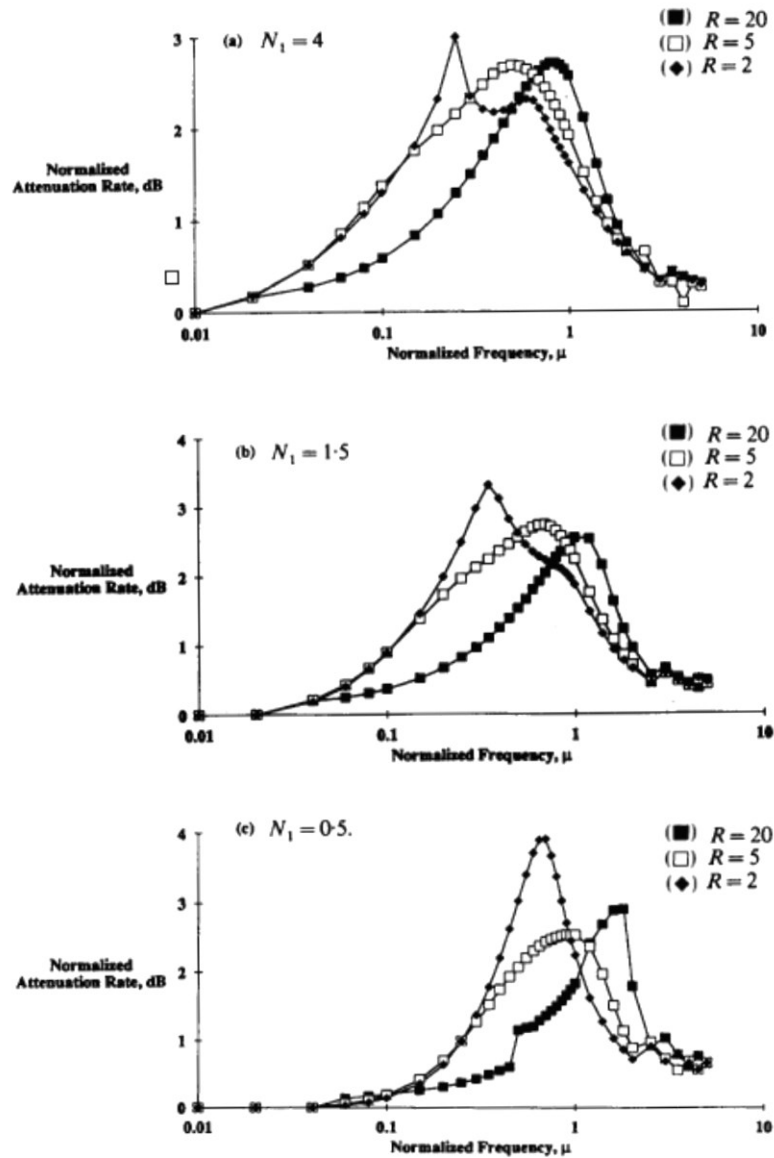 (a) N₁ = 4
(■) R = 20
(□) R = 5
(◆) R = 2
3
2
1
0
Normalized
Attenuation Rate, dB
0.01
0.1
1
10
Normalized Frequency, μ
(b) N₁ = 1·5
(■) R = 20
(□) R = 5
(◆) R = 2
4
3
2
1
0
Normalized
Attenuation Rate, dB
0.01
0.1
1
10
Normalized Frequency, μ
(c) N₁ = 0·5.
(■) R = 20
(□) R = 5
(◆) R = 2
4
3
2
1
0
Normalized
Attenuation Rate, dB
0.01
0.1
1
10
Normalized Frequency, μ